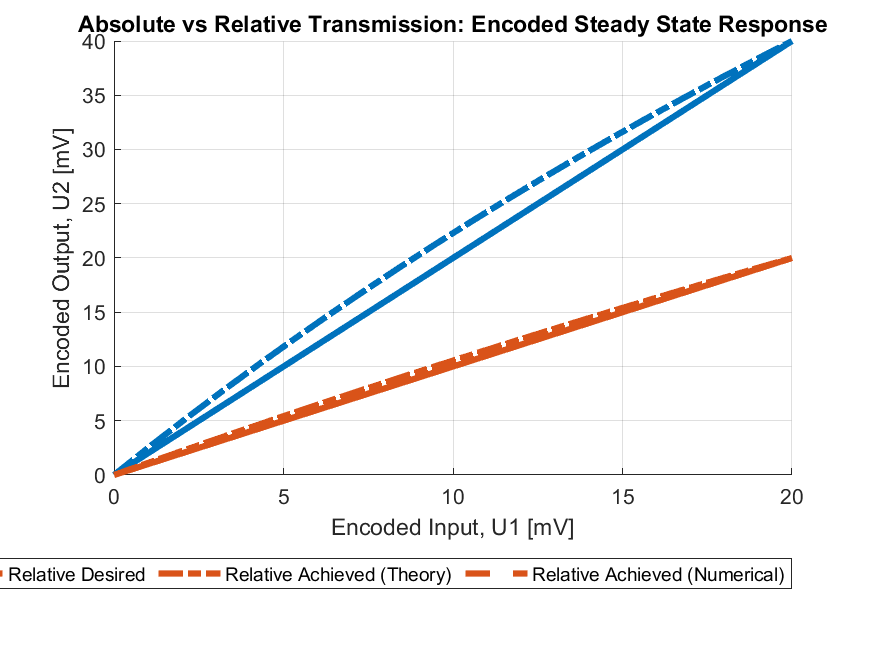 Absolute vs Relative Transmission: Encoded Steady State Response
40
35
30
25
20
15
10
5
0
Encoded Output, U2 [mV]
0 5 10 15 20
Encoded Input, U1 [mV]
Relative Desired Relative Achieved (Theory) Relative Achieved (Numerical)